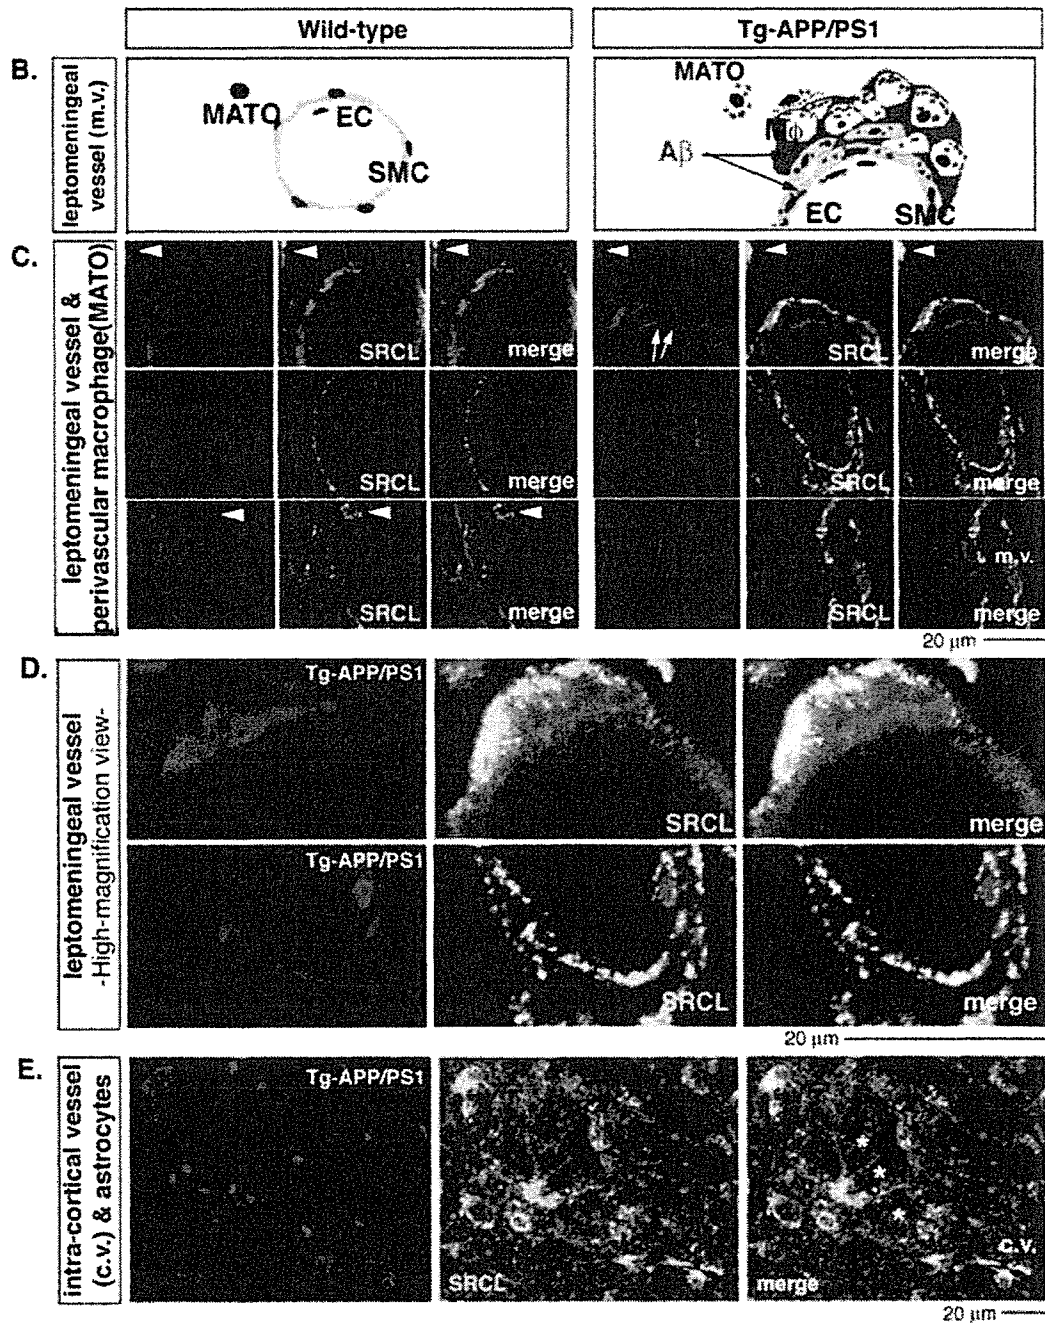 Wild-type
Tg-APP/PS1
B.
leptomeningeal
vessel (m.v.)
MATO
EC
SMC
MATO
Mϕ
Aβ
EC
SMC
C.
leptomeningeal vessel &
perivascular macrophage(MATO)
SRCL
merge
SRCL
merge
SRCL
merge
SRCL
merge
SRCL
merge
SRCL
m.v.
merge
20 µm
D.
leptomeningeal vessel
-High-magnification view-
Tg-APP/PS1
SRCL
merge
Tg-APP/PS1
SRCL
merge
20 µm
E.
intra-cortical vessel
(c.v.) & astrocytes
Tg-APP/PS1
SRCL
merge
c.v.
20 µm